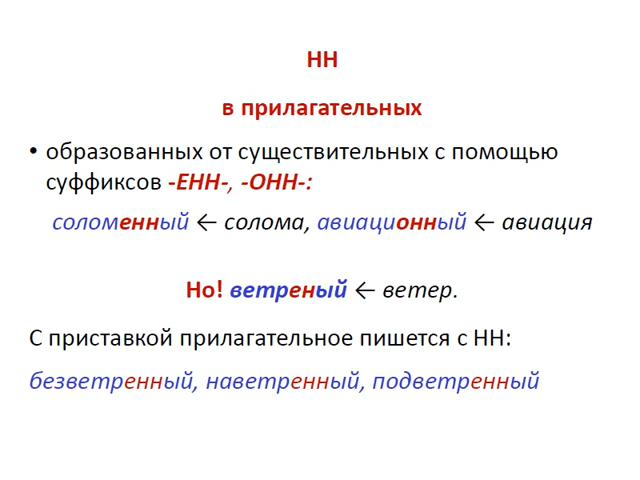 НН
в прилагательных
• образованных от существительных с помощью
суффиксов -ЕНН-, -ОНН-:
соломенный ← солома, авиационный ← авиация
Но! ветреный ← ветер.
С приставкой прилагательное пишется с НН:
безветренный, наветренный, подветренный